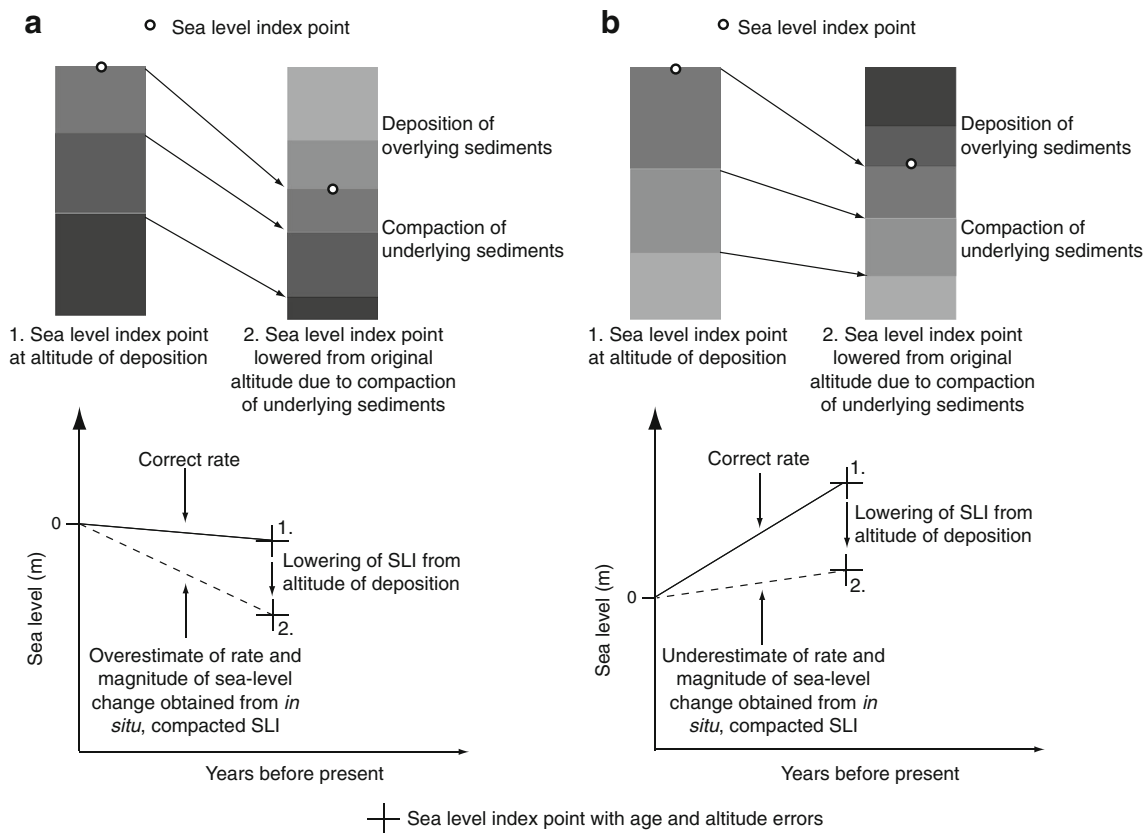 a
Sea level index point
Deposition of
overlying sediments
Compaction of
underlying sediments
1. Sea level index point
at altitude of deposition
2. Sea level index point
lowered from original
altitude due to compaction
of underlying sediments
Sea level (m)
0
Correct rate
1.
Lowering of SLI from
altitude of deposition
2.
Overestimate of rate and
magnitude of sea-level
change obtained from in
situ, compacted SLI
Years before present
b
Sea level index point
Deposition of
overlying sediments
Compaction of
underlying sediments
1. Sea level index point
at altitude of deposition
2. Sea level index point
lowered from original
altitude due to compaction
of underlying sediments
Sea level (m)
0
Correct rate
1.
Lowering of SLI from
altitude of deposition
2.
Underestimate of rate and
magnitude of sea-level
change obtained from in
situ, compacted SLI
Years before present
Sea level index point with age and altitude errors